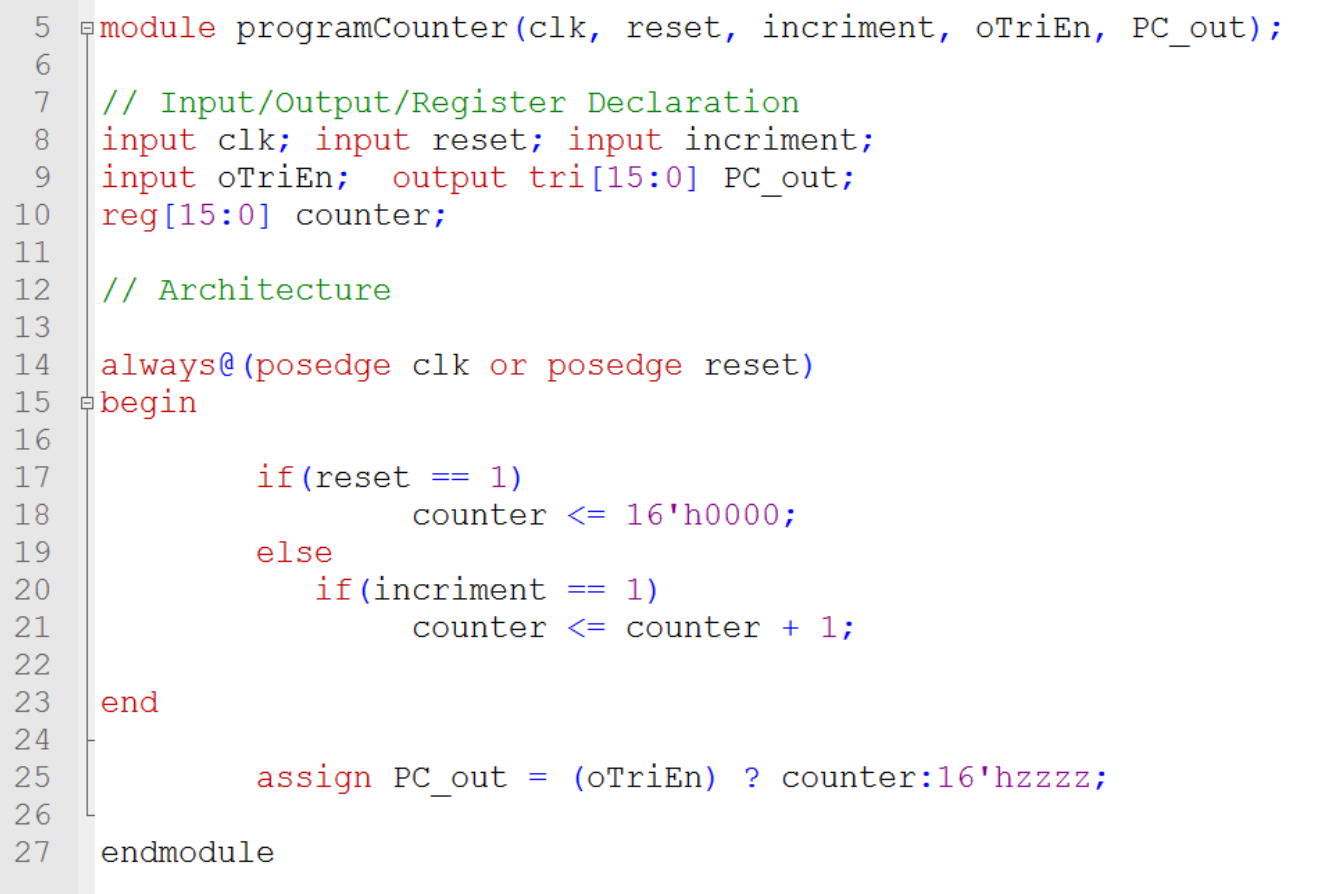 5 module programCounter(clk, reset, incriment, oTriEn, PC_out);
6
7 // Input/Output/Register Declaration
8 input clk; input reset; input incriment;
9 input oTriEn;  output tri[15:0] PC_out;
10 reg[15:0] counter;
11
12 // Architecture
13
14 always@(posedge clk or posedge reset)
15 begin
16
17 if(reset == 1)
18 counter <= 16'h0000;
19 else
20 if(incriment == 1)
21 counter <= counter + 1;
22
23 end
24
25 assign PC_out = (oTriEn) ? counter:16'hzzzz;
26
27 endmodule